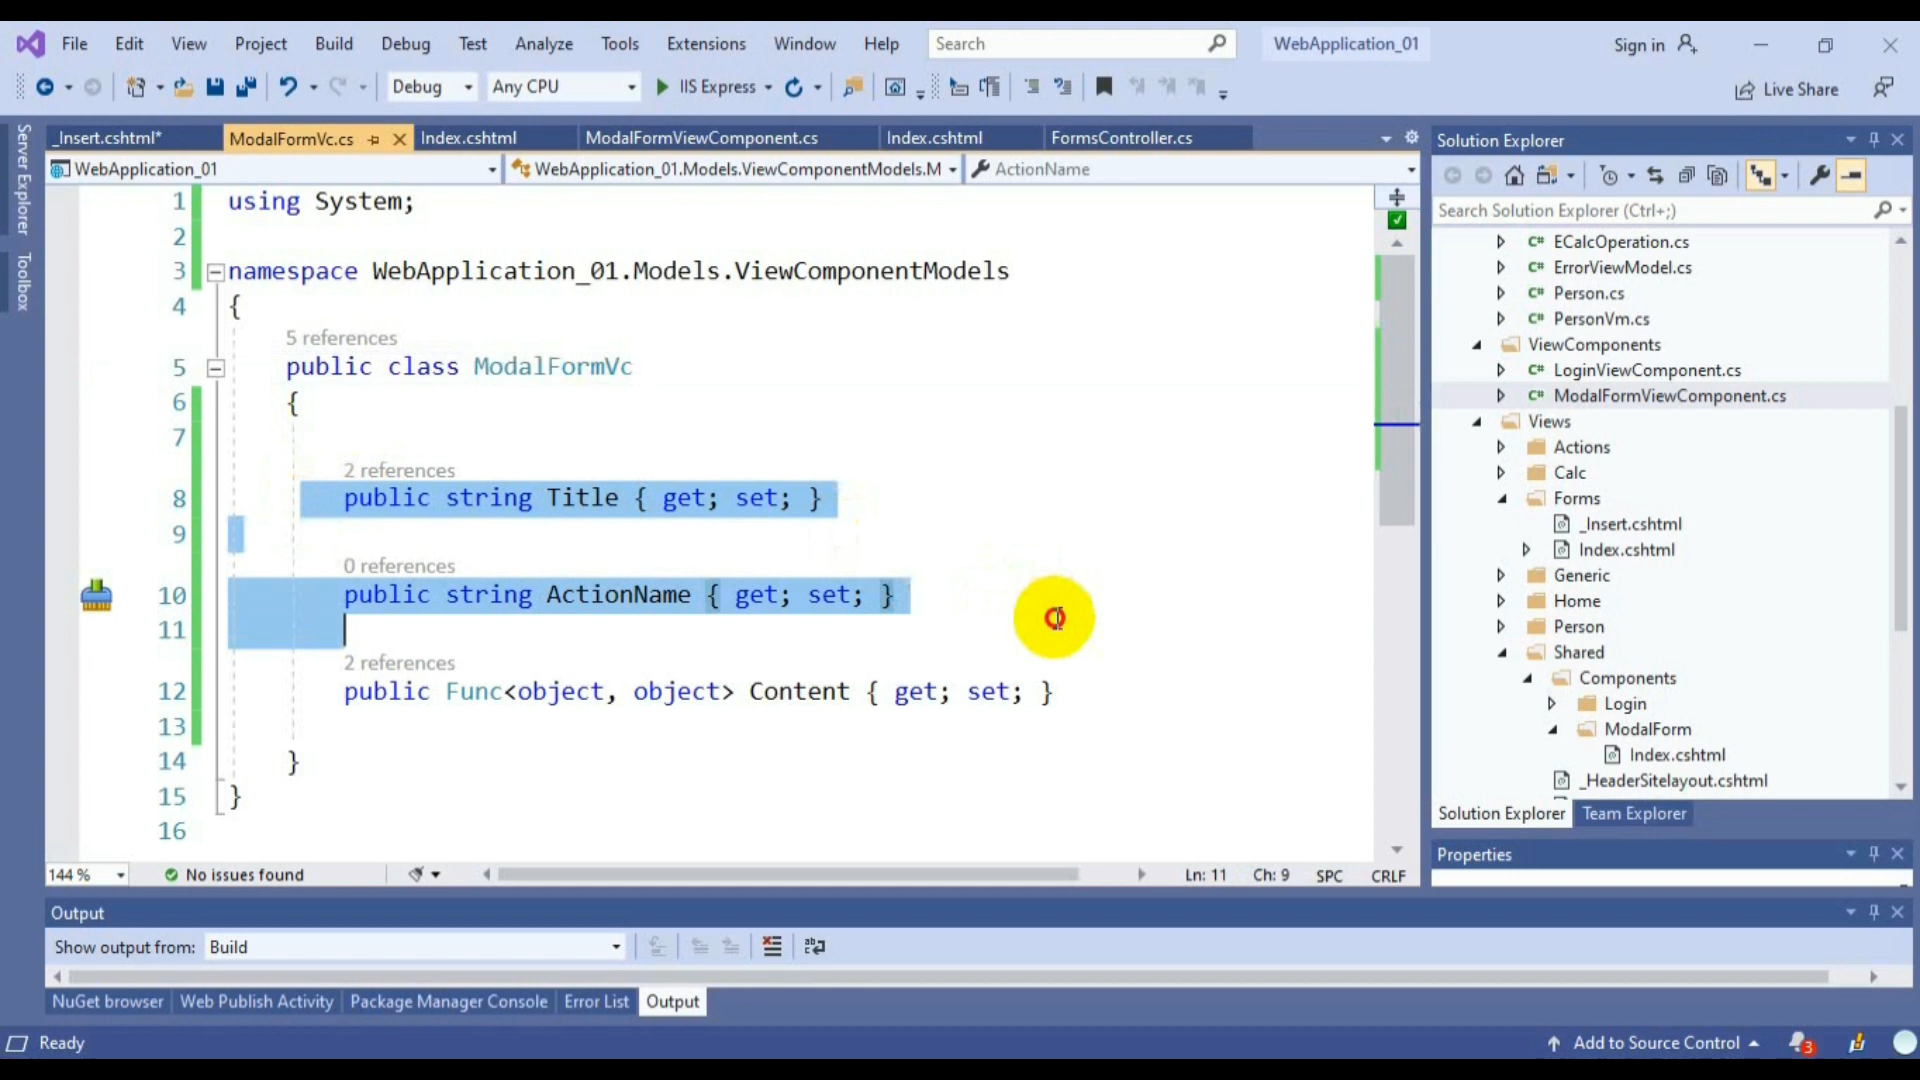 File Edit View Project Build Debug Test Analyze Tools Extensions Window Help Search WebApplication_01 Sign in
Debug Any CPU IIS Express Live Share
Server Explorer
Toolbox
_Insert.cshtml* ModalFormVc.cs Index.cshtml ModalFormViewComponent.cs Index.cshtml FormsController.cs
WebApplication_01 WebApplication_01.Models.ViewComponentModels.M ActionName
1 using System;
2
3 namespace WebApplication_01.Models.ViewComponentModels
4 {
5 references
5 public class ModalFormVc
6 {
7
2 references
8 public string Title { get; set; }
9
0 references
10 public string ActionName { get; set; }
11
2 references
12 public Func<object, object> Content { get; set; }
13
14 }
15 }
16
144 % No issues found Ln: 11 Ch: 9 SPC CRLF
Solution Explorer
Search Solution Explorer (Ctrl+;)
C# ECalcOperation.cs
C# ErrorViewModel.cs
C# Person.cs
C# PersonVm.cs
ViewComponents
C# LoginViewComponent.cs
C# ModalFormViewComponent.cs
Views
Actions
Calc
Forms
_Insert.cshtml
Index.cshtml
Generic
Home
Person
Shared
Components
Login
ModalForm
Index.cshtml
_HeaderSitelayout.cshtml
Solution Explorer Team Explorer
Properties
Output
Show output from: Build
NuGet browser Web Publish Activity Package Manager Console Error List Output
Ready Add to Source Control 3